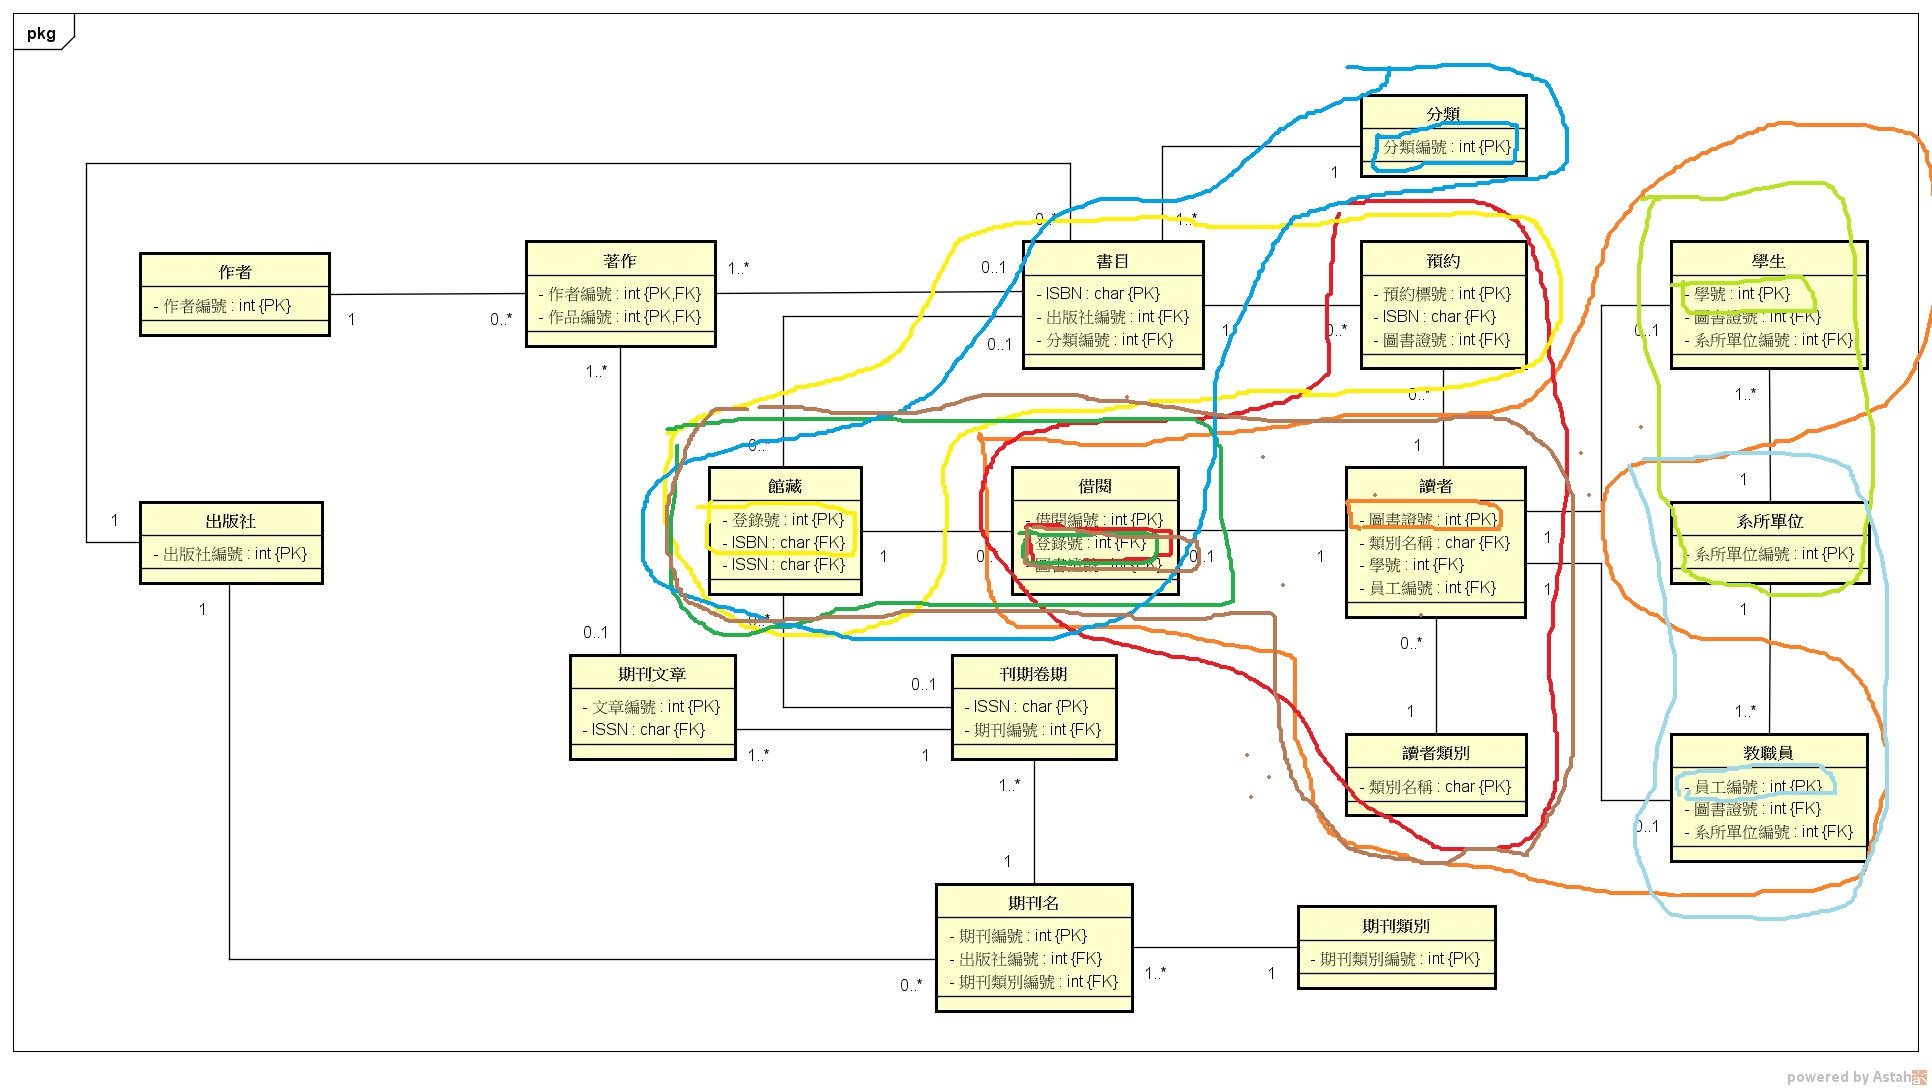 pkg
分類
- 分類編號 : int {PK}
1
0..1
1..*
作者
- 作者編號 : int {PK}
著作
- 作者編號 : int {PK,FK}
- 作品編號 : int {PK,FK}
1..*
0..1
書目
- ISBN : char {PK}
- 出版社編號 : int {FK}
- 分類編號 : int {FK}
預約
- 預約標號 : int {PK}
- ISBN : char {FK}
- 圖書證號 : int {FK}
學生
- 學號 : int {PK}
- 圖書證號 : int {FK}
- 系所單位編號 : int {FK}
1
0..*
1
0..*
0..1
0..1
1..*
0..*
1..*
1
1
館藏
- 登錄號 : int {PK}
- ISBN : char {FK}
- ISSN : char {FK}
借閱
- 借閱編號 : int {PK}
- 登錄號 : int {FK}
- 圖書證號 : int {FK}
讀者
- 圖書證號 : int {PK}
- 類別名稱 : char {FK}
- 學號 : int {FK}
- 員工編號 : int {FK}
系所單位
- 系所單位編號 : int {PK}
1
出版社
- 出版社編號 : int {PK}
1
0..1
1
1
1
1
1
0..*
0..1
0..*
期刊文章
- 文章編號 : int {PK}
- ISSN : char {FK}
0..1
刊期卷期
- ISSN : char {PK}
- 期刊編號 : int {FK}
1
1..*
1..*
1
1..*
讀者類別
- 類別名稱 : char {PK}
教職員
- 員工編號 : int {PK}
- 圖書證號 : int {FK}
- 系所單位編號 : int {FK}
0..1
1
期刊名
- 期刊編號 : int {PK}
- 出版社編號 : int {FK}
- 期刊類別編號 : int {FK}
期刊類別
- 期刊類別編號 : int {PK}
0..*
1..*
1
powered by Astah